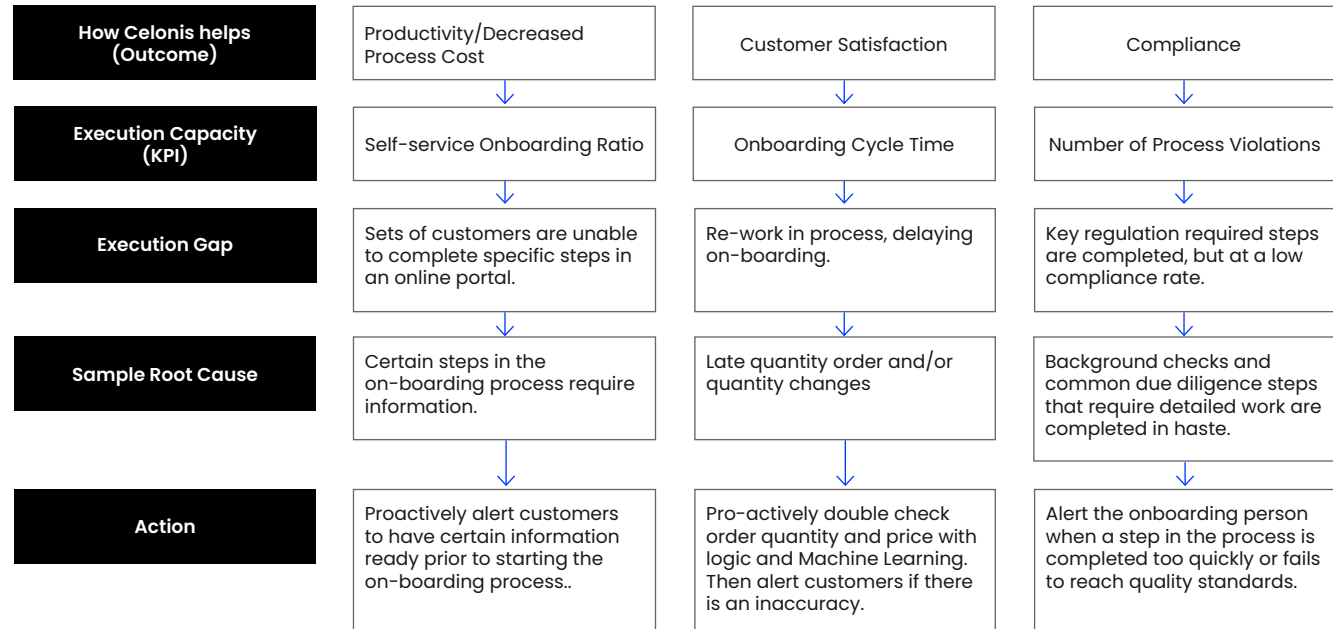 How Celonis helps
(Outcome)
Productivity/Decreased
Process Cost
Customer Satisfaction
Compliance
Execution Capacity
(KPI)
Self-service Onboarding Ratio
Onboarding Cycle Time
Number of Process Violations
Execution Gap
Sets of customers are unable
to complete specific steps in
an online portal.
Re-work in process, delaying
on-boarding.
Key regulation required steps
are completed, but at a low
compliance rate.
Sample Root Cause
Certain steps in the
on-boarding process require
information.
Late quantity order and/or
quantity changes
Background checks and
common due diligence steps
that require detailed work are
completed in haste.
Action
Proactively alert customers
to have certain information
ready prior to starting the
on-boarding process..
Pro-actively double check
order quantity and price with
logic and Machine Learning.
Then alert customers if there
is an inaccuracy.
Alert the onboarding person
when a step in the process is
completed too quickly or fails
to reach quality standards.